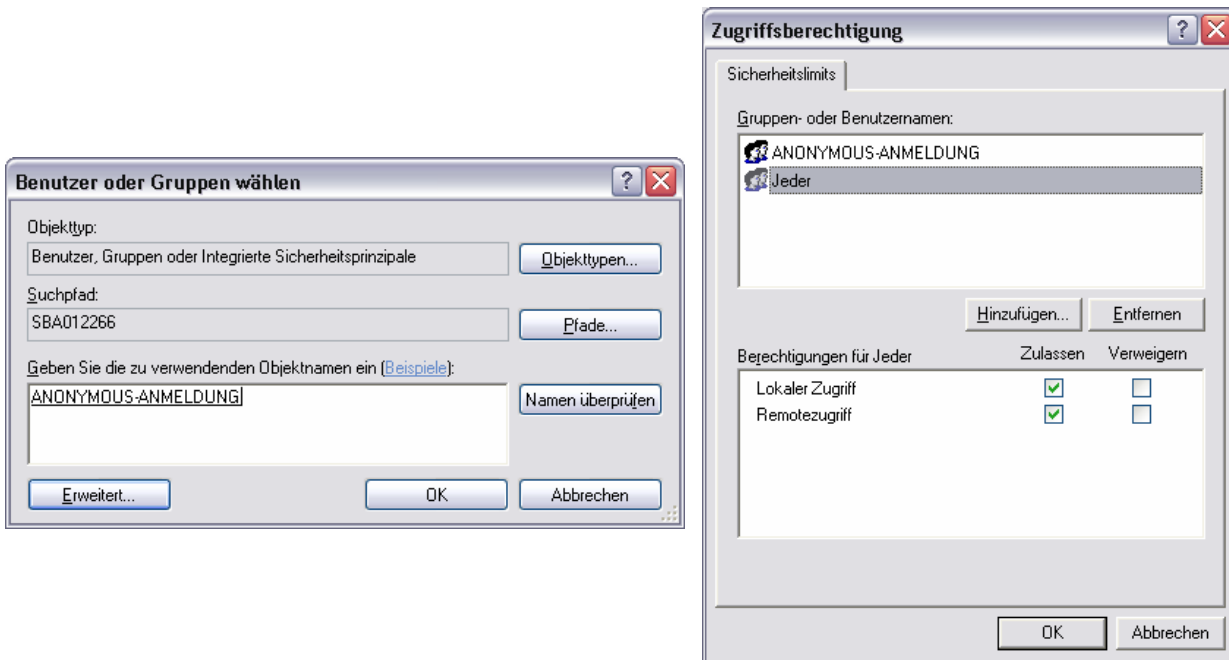 Benutzer oder Gruppen wählen
Objekttyp:
Benutzer, Gruppen oder Integrierte Sicherheitsprinzipale
Objekttypen...
Suchpfad:
SBA012266
Pfade...
Geben Sie die zu verwendenden Objektnamen ein (Beispiele):
ANONYMOUS-ANMELDUNG
Namen überprüfen
Erweitert...
OK
Abbrechen
Zugriffsberechtigung
Sicherheitslimits
Gruppen- oder Benutzernamen:
ANONYMOUS-ANMELDUNG
Jeder
Hinzufügen...
Entfernen
Berechtigungen für Jeder Zulassen Verweigern
Lokaler Zugriff
Remotezugriff
OK
Abbrechen